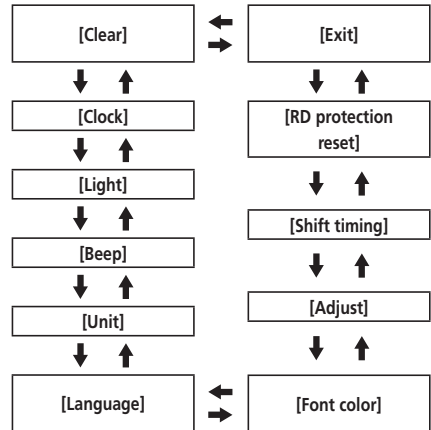 [Clear]
[Exit]
[Clock]
[RD protection
reset]
[Light]
[Shift timing]
[Beep]
[Adjust]
[Unit]
[Language]
[Font color]